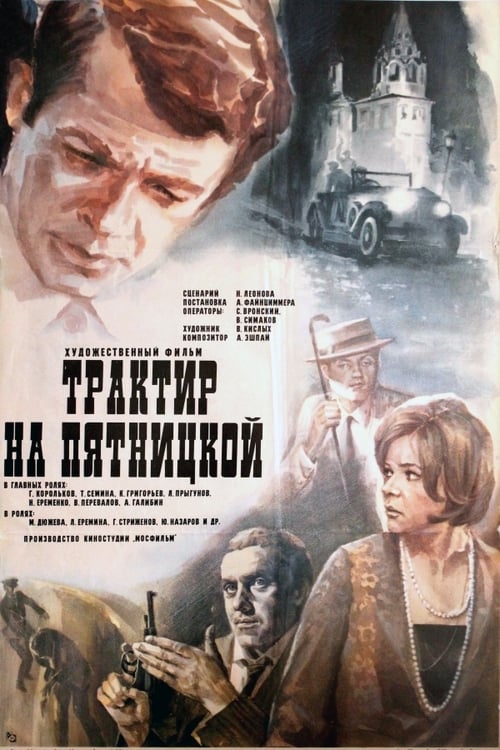 СЦЕНАРИЙ Н. ЛЕОНОВА
ПОСТАНОВКА А. ФАЙНЦИММЕРА
ОПЕРАТОРЫ: С. ВРОНСКИЙ,
В. СИМАКОВ
ХУДОЖНИК В. КИСЛЫХ
КОМПОЗИТОР А. ЭШПАЙ
ХУДОЖЕСТВЕННЫЙ ФИЛЬМ
ТРАКТИР
НА ПЯТНИЦКОЙ
В ГЛАВНЫХ РОЛЯХ:
Г. КОРОЛЬКОВ, Т. СЕМИНА, К. ГРИГОРЬЕВ, Л. ПРЫГУНОВ,
Н. ЕРЕМЕНКО, В. ПЕРЕВАЛОВ, А. ГАЛИБИН
В РОЛЯХ:
М. ДЮЖЕВА, Л. ЕРЕМИНА, Г. СТРИЖЕНОВ, Ю. НАЗАРОВ И ДР.
ПРОИЗВОДСТВО КИНОСТУДИИ „МОСФИЛЬМ"